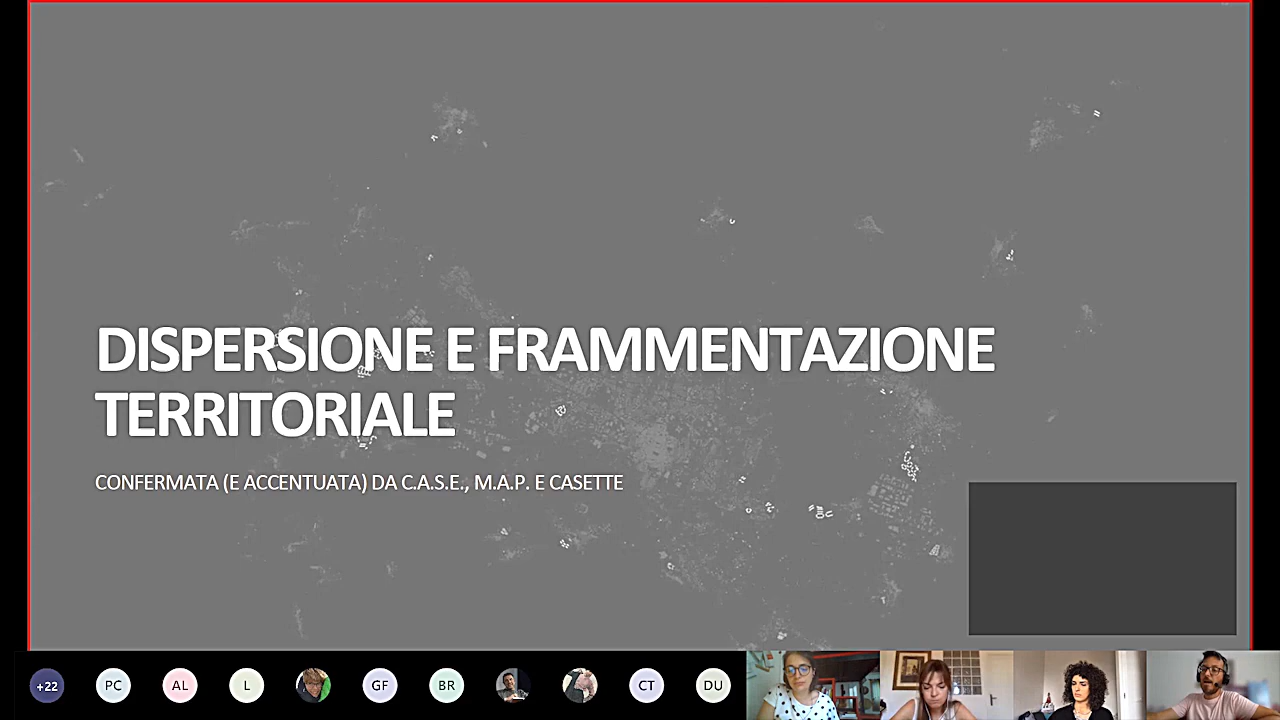 DISPERSIONE E FRAMMENTAZIONE
TERRITORIALE
CONFERMATA (E ACCENTUATA) DA C.A.S.E., M.A.P. E CASETTE
+22 PC AL L GF BR CT DU